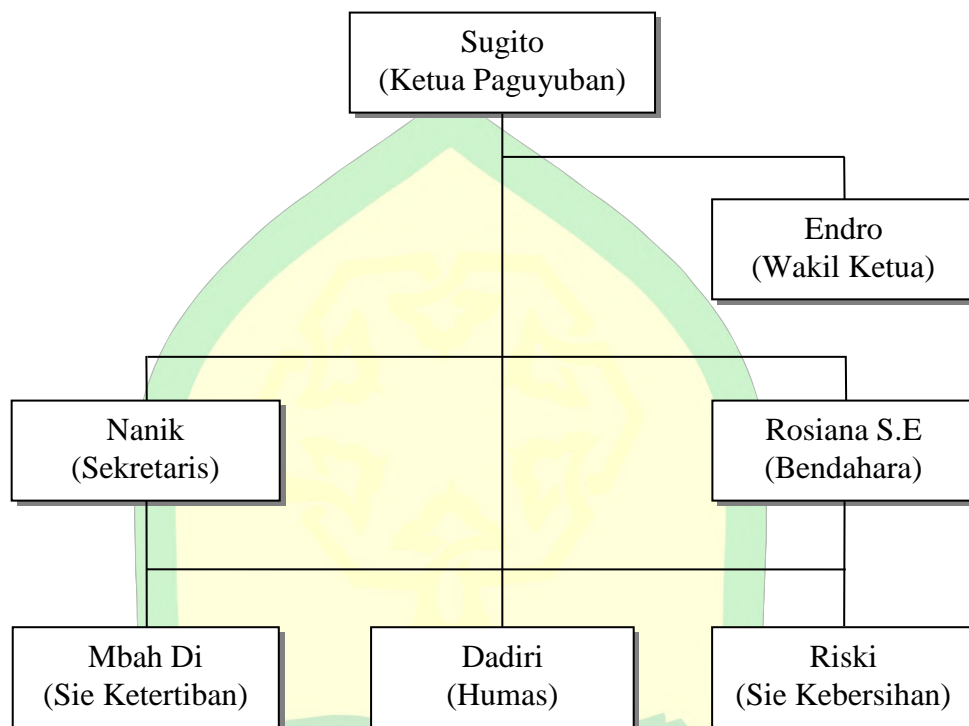 Sugito
(Ketua Paguyuban)
Endro
(Wakil Ketua)
Nanik
(Sekretaris)
Rosiana S.E
(Bendahara)
Mbah Di
(Sie Ketertiban)
Dadiri
(Humas)
Riski
(Sie Kebersihan)